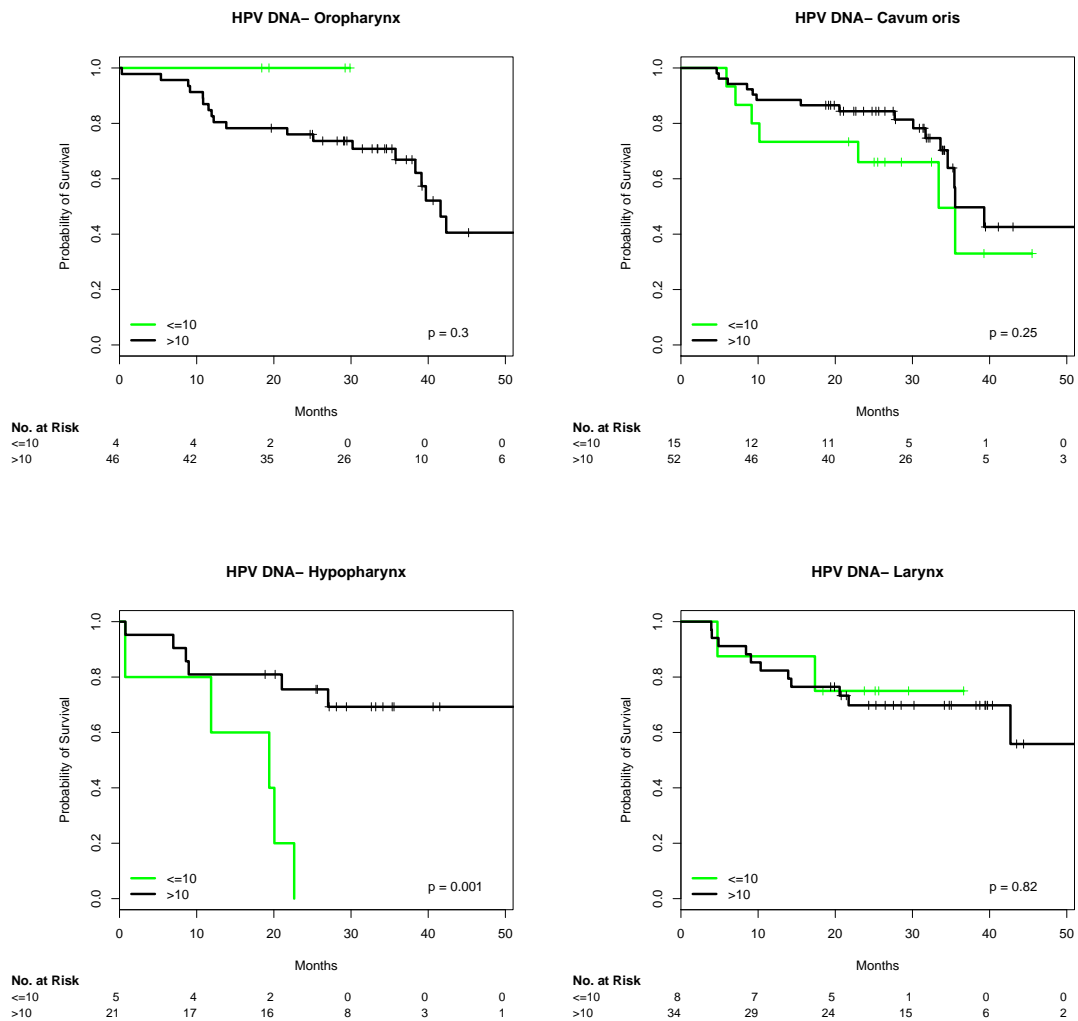 HPV DNA− Oropharynx
Probability of Survival
1.0
0.8
0.6
0.4
0.2
0.0
<=10
>10
p = 0.3
0 10 20 30 40 50
Months
No. at Risk
<=10 4 4 2 0 0 0
>10 46 42 35 26 10 6
HPV DNA− Cavum oris
Probability of Survival
1.0
0.8
0.6
0.4
0.2
0.0
<=10
>10
p = 0.25
0 10 20 30 40 50
Months
No. at Risk
<=10 15 12 11 5 1 0
>10 52 46 40 26 5 3
HPV DNA− Hypopharynx
Probability of Survival
1.0
0.8
0.6
0.4
0.2
0.0
<=10
>10
p = 0.001
0 10 20 30 40 50
Months
No. at Risk
<=10 5 4 2 0 0 0
>10 21 17 16 8 3 1
HPV DNA− Larynx
Probability of Survival
1.0
0.8
0.6
0.4
0.2
0.0
<=10
>10
p = 0.82
0 10 20 30 40 50
Months
No. at Risk
<=10 8 7 5 1 0 0
>10 34 29 24 15 6 2